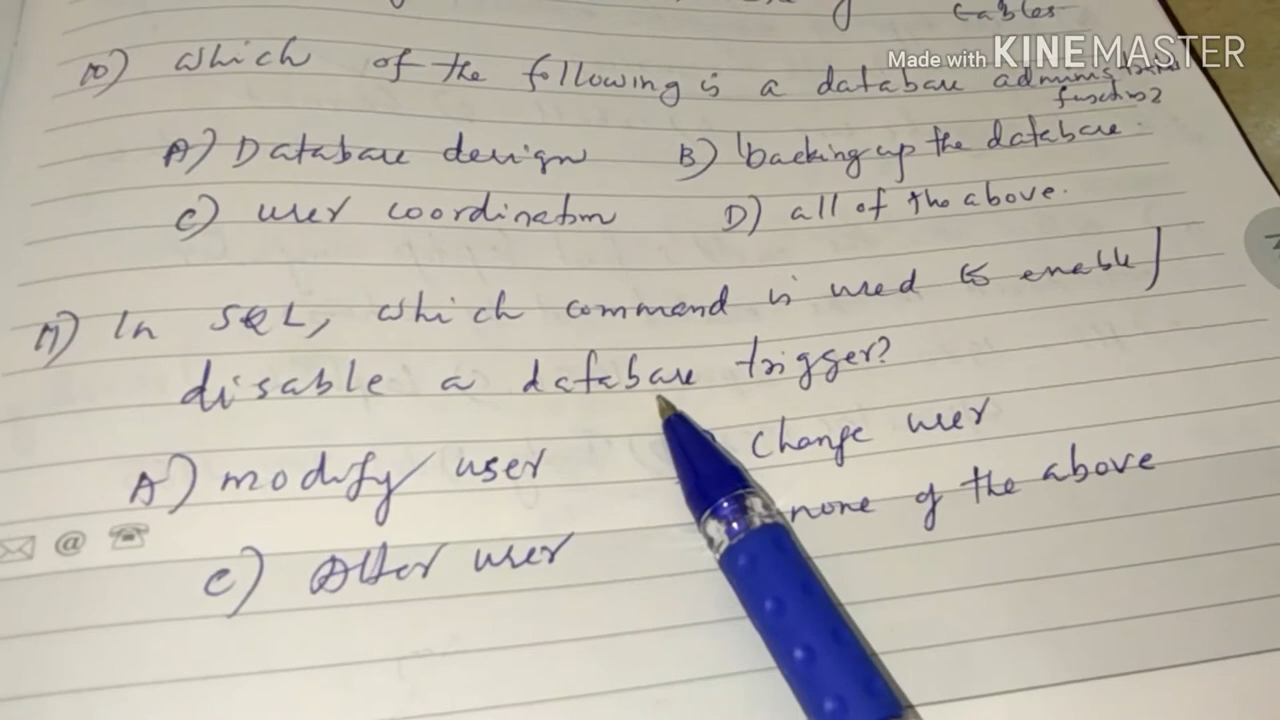 tables
Made with KINEMASTER
10) Which of the following is a database
function?
A) Database design B) backing up the database.
C) user coordination D) all of the above.
11) In SQL, which command is used to enable/
disable a database trigger?
A) modify user change user
none of the above
C) Alter user